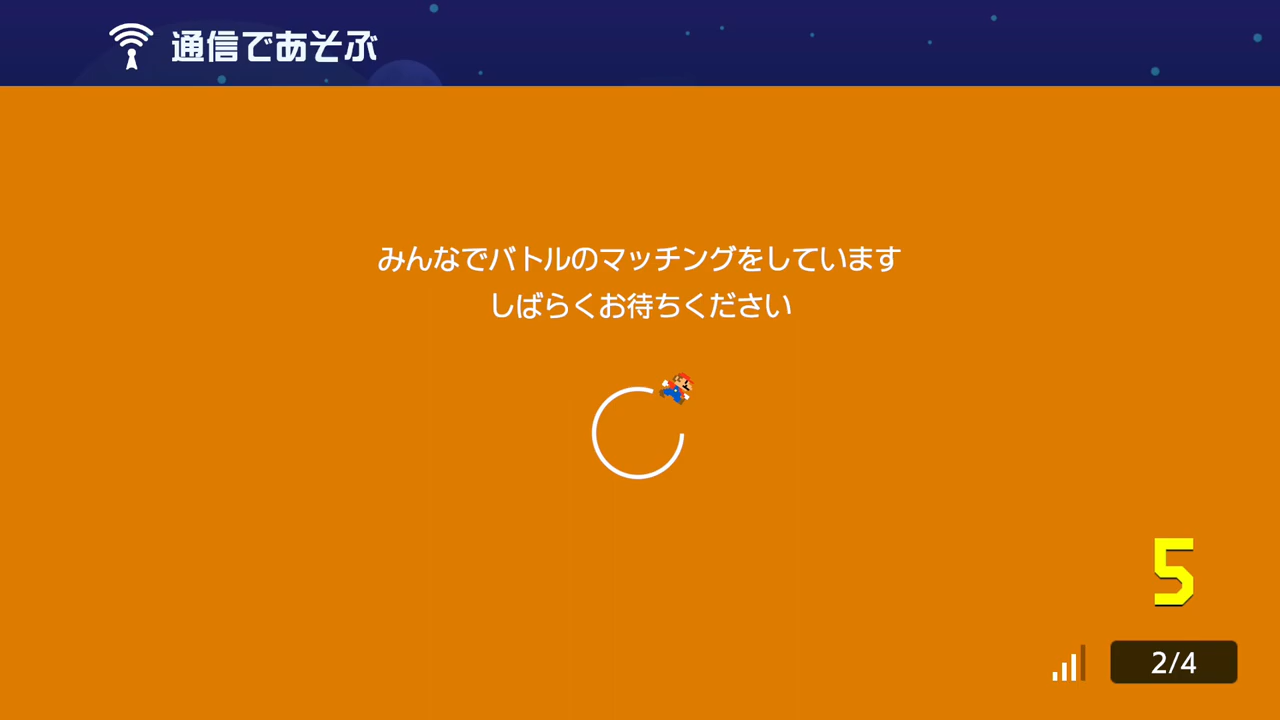 通信であそぶ
みんなでバトルのマッチングをしています
しばらくお待ちください
5
2/4